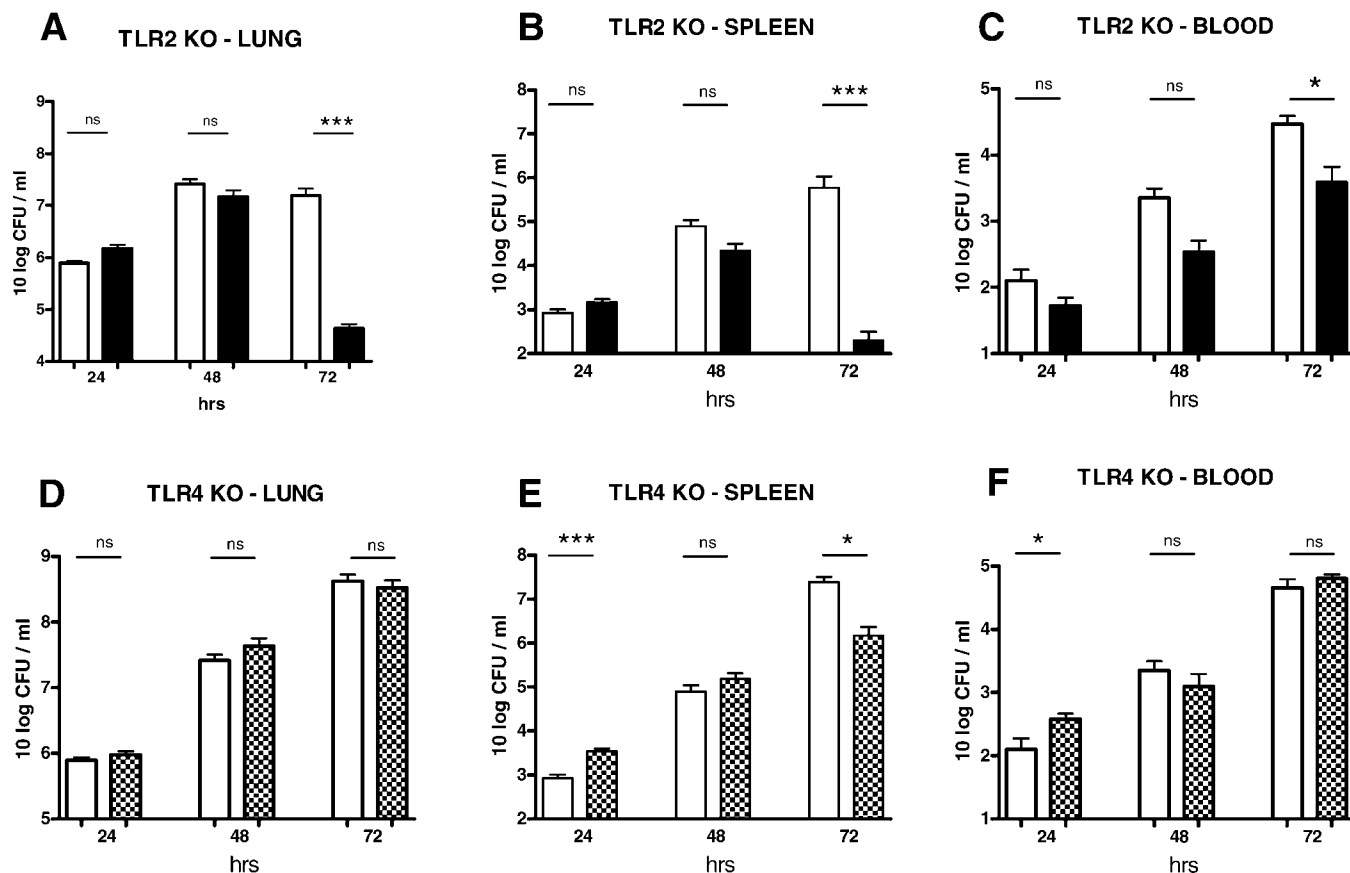 A
TLR2 KO - LUNG
10 log CFU / ml
9
8
7
6
5
4
ns
ns
***
24
48
72
hrs
B
TLR2 KO - SPLEEN
10 log CFU / ml
8
7
6
5
4
3
2
ns
ns
***
24
48
72
hrs
C
TLR2 KO - BLOOD
10 log CFU / ml
5
4
3
2
1
ns
ns
*
24
48
72
hrs
D
TLR4 KO - LUNG
10 log CFU / ml
9
8
7
6
5
ns
ns
ns
24
48
72
hrs
E
TLR4 KO - SPLEEN
10 log CFU / ml
8
7
6
5
4
3
2
***
ns
*
24
48
72
hrs
F
TLR4 KO - BLOOD
10 log CFU / ml
5
4
3
2
1
*
ns
ns
24
48
72
hrs